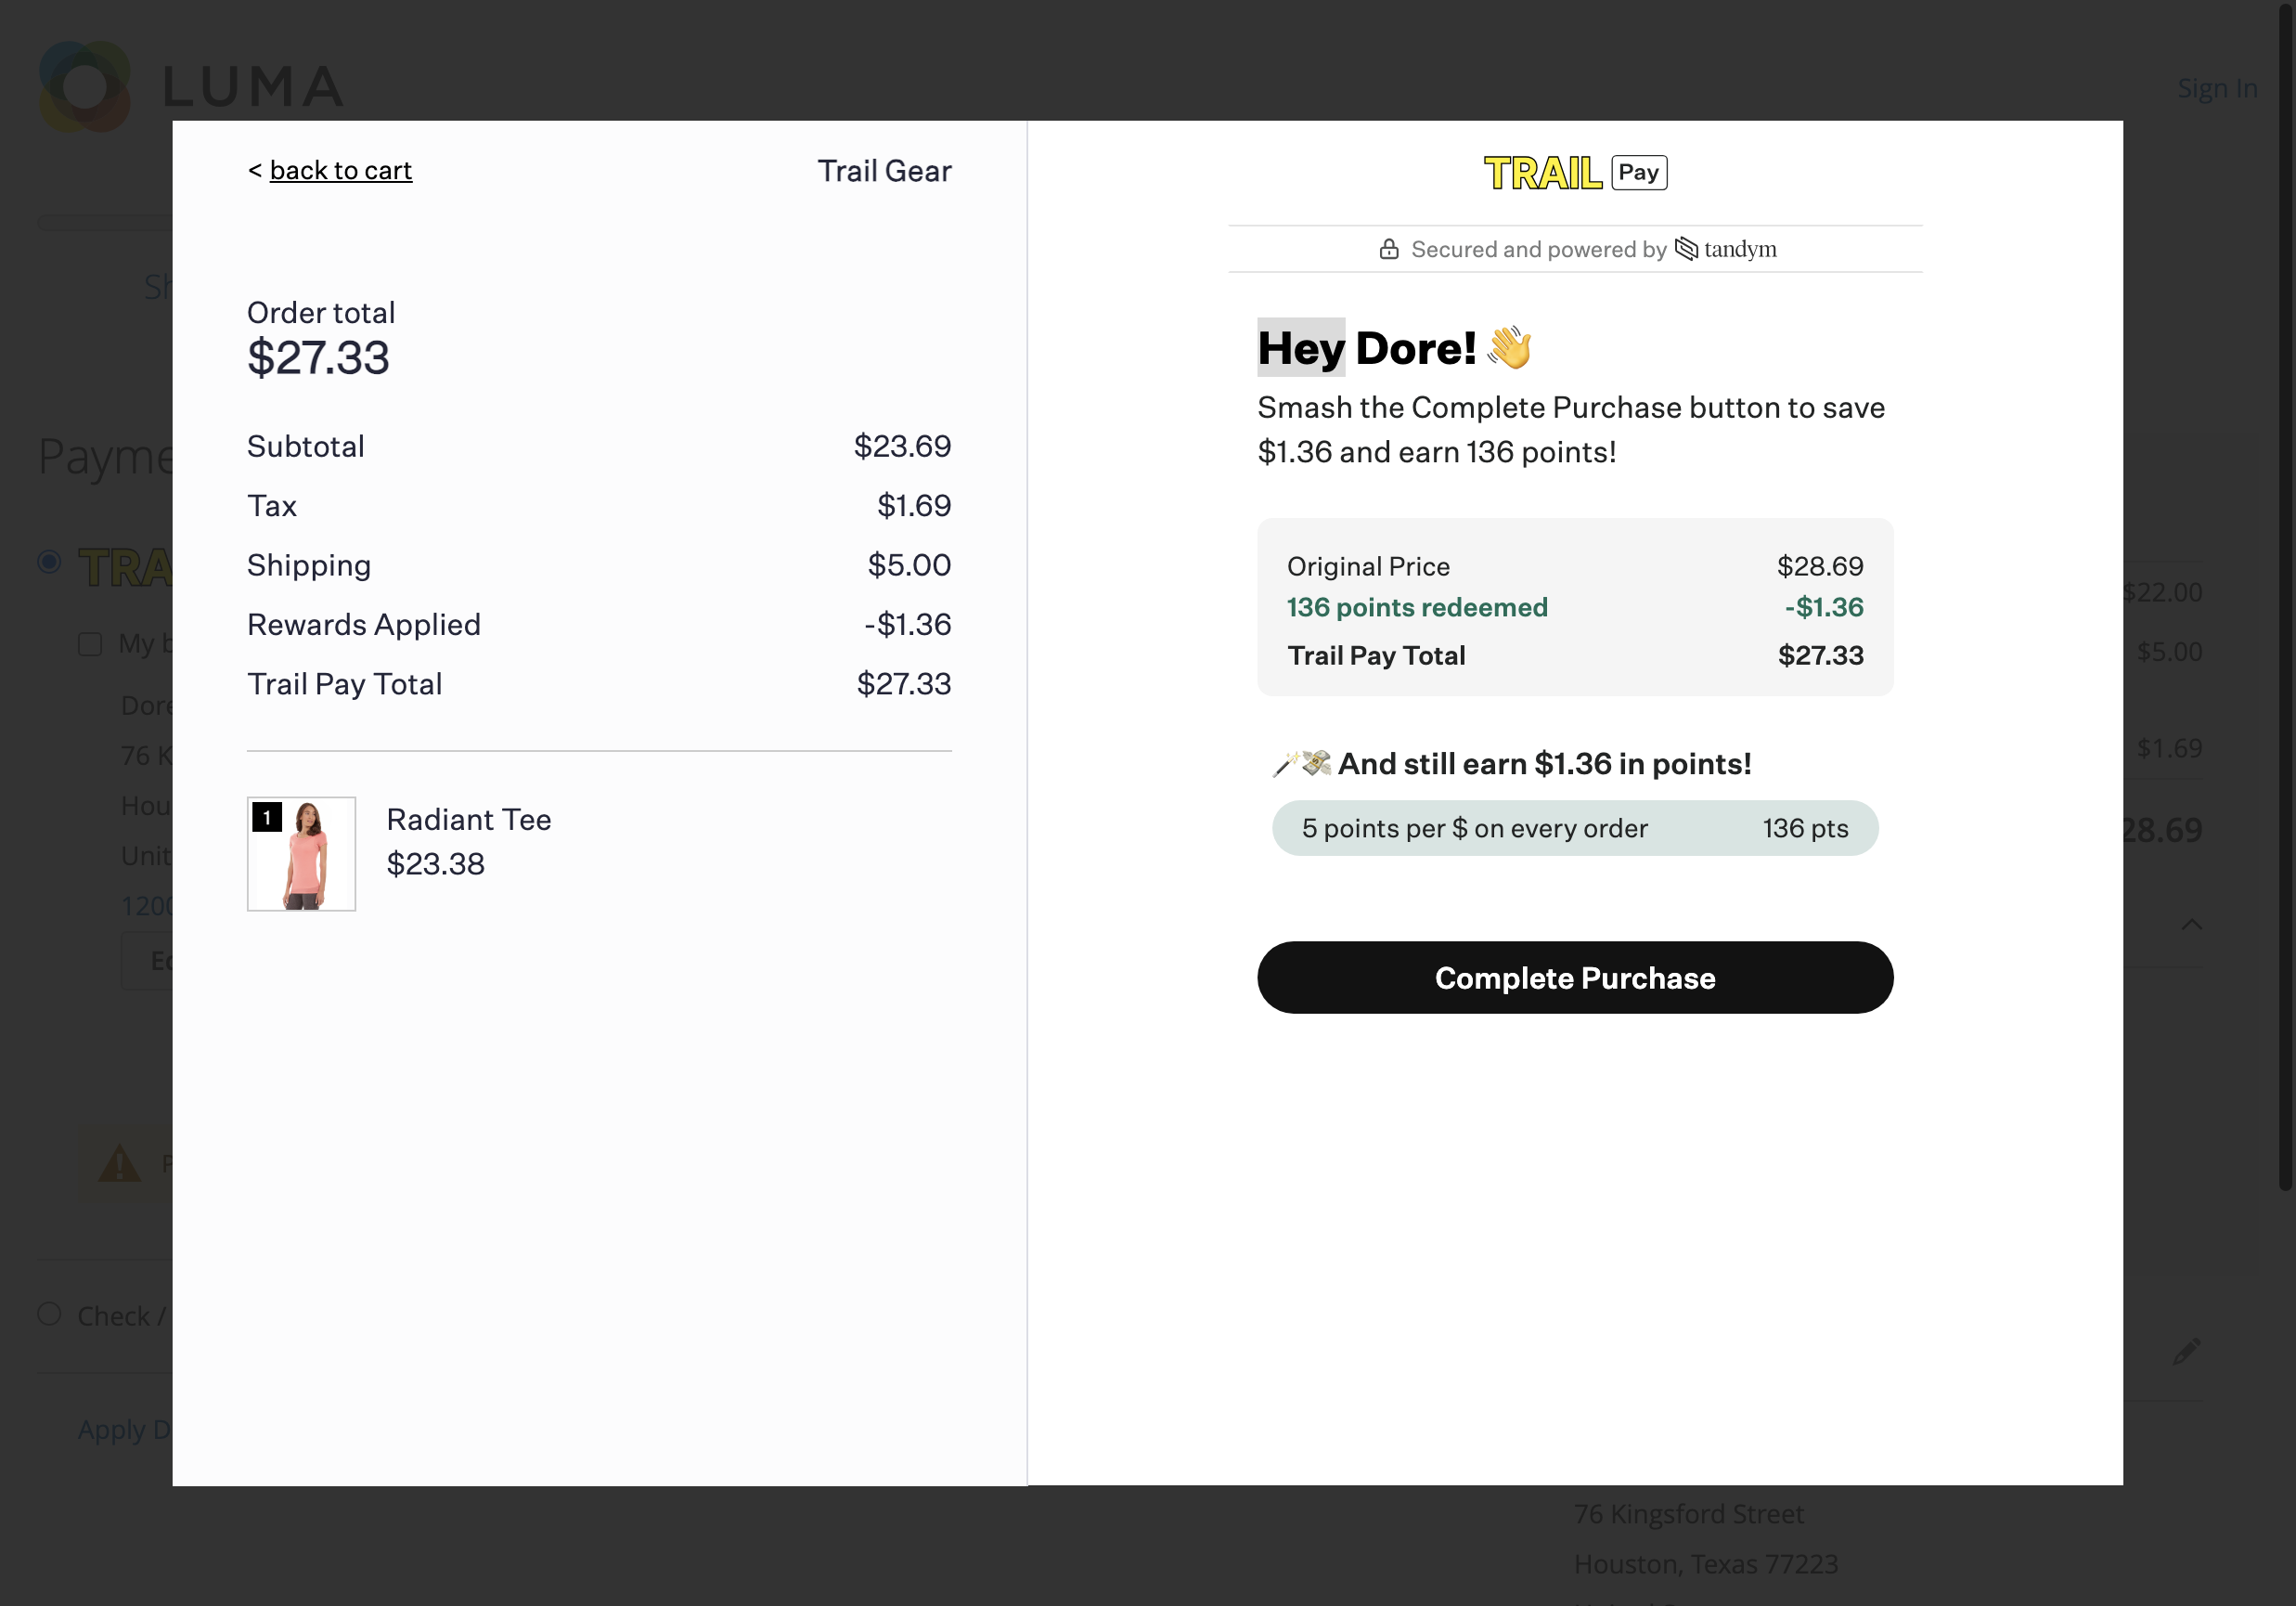 LUMA
Sign In
< back to cart
Trail Gear
Order total
$27.33
Subtotal $23.69
Tax $1.69
Shipping $5.00
Rewards Applied -$1.36
Trail Pay Total $27.33
1
Radiant Tee
$23.38
TRAIL Pay
Secured and powered by tandym
Hey Dore! 👋
Smash the Complete Purchase button to save
$1.36 and earn 136 points!
Original Price $28.69
136 points redeemed -$1.36
Trail Pay Total $27.33
🪄💸 And still earn $1.36 in points!
5 points per $ on every order 136 pts
Complete Purchase
Sh
Payme
TRA
My b
Dore
76 K
Hou
Unit
120
Check /
Apply D
$22.00
$5.00
$1.69
28.69
76 Kingsford Street
Houston, Texas 77223